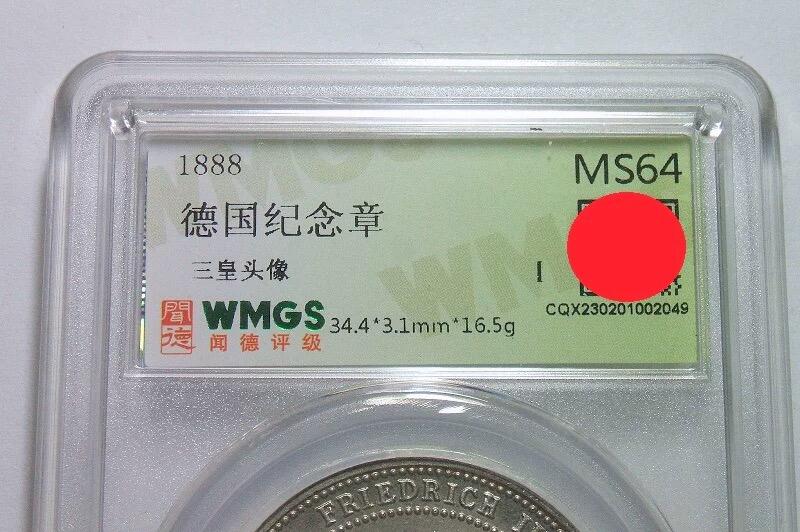 1888
MS64
德国纪念章
三皇头像
I
聞德
WMGS
闻德评级
34.4*3.1mm*16.5g
CQX230201002049
FRIEDRICH